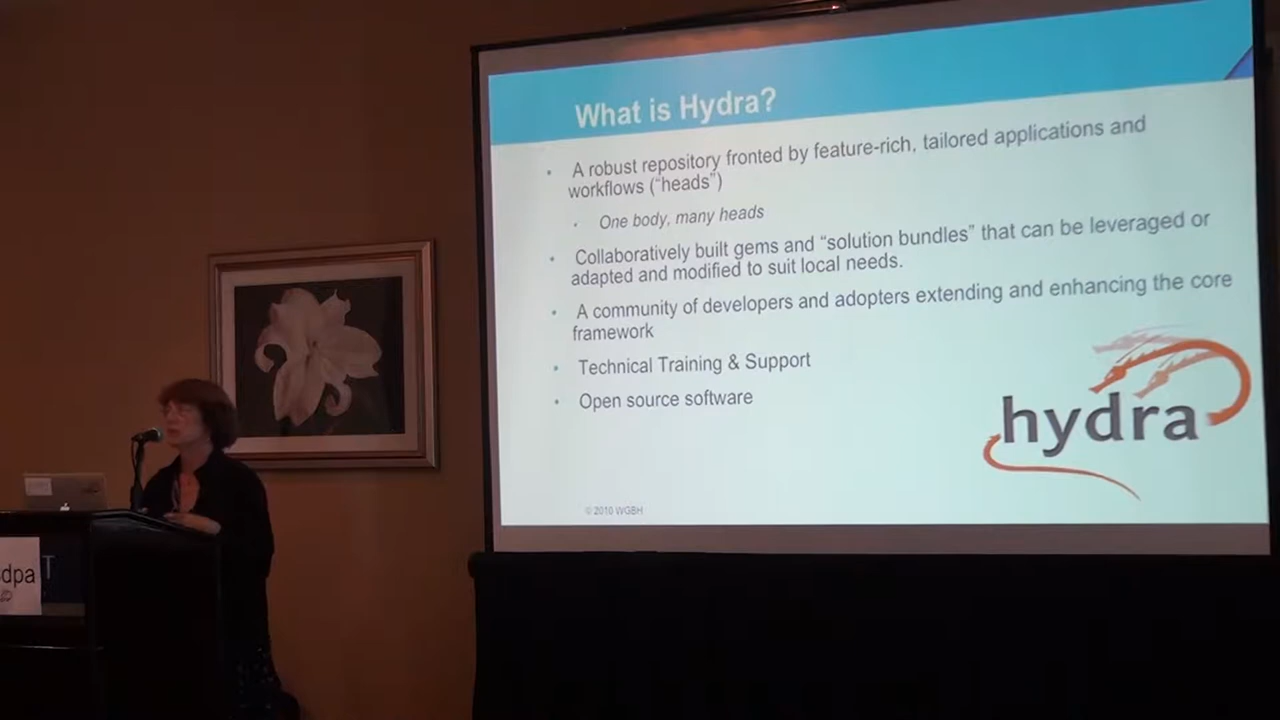 What is Hydra?
• A robust repository fronted by feature-rich, tailored applications and
workflows (“heads”)
• One body, many heads
• Collaboratively built gems and “solution bundles” that can be leveraged or
adapted and modified to suit local needs.
• A community of developers and adopters extending and enhancing the core
framework
• Technical Training & Support
• Open source software
hydra
© 2010 WGBH
dpa
T